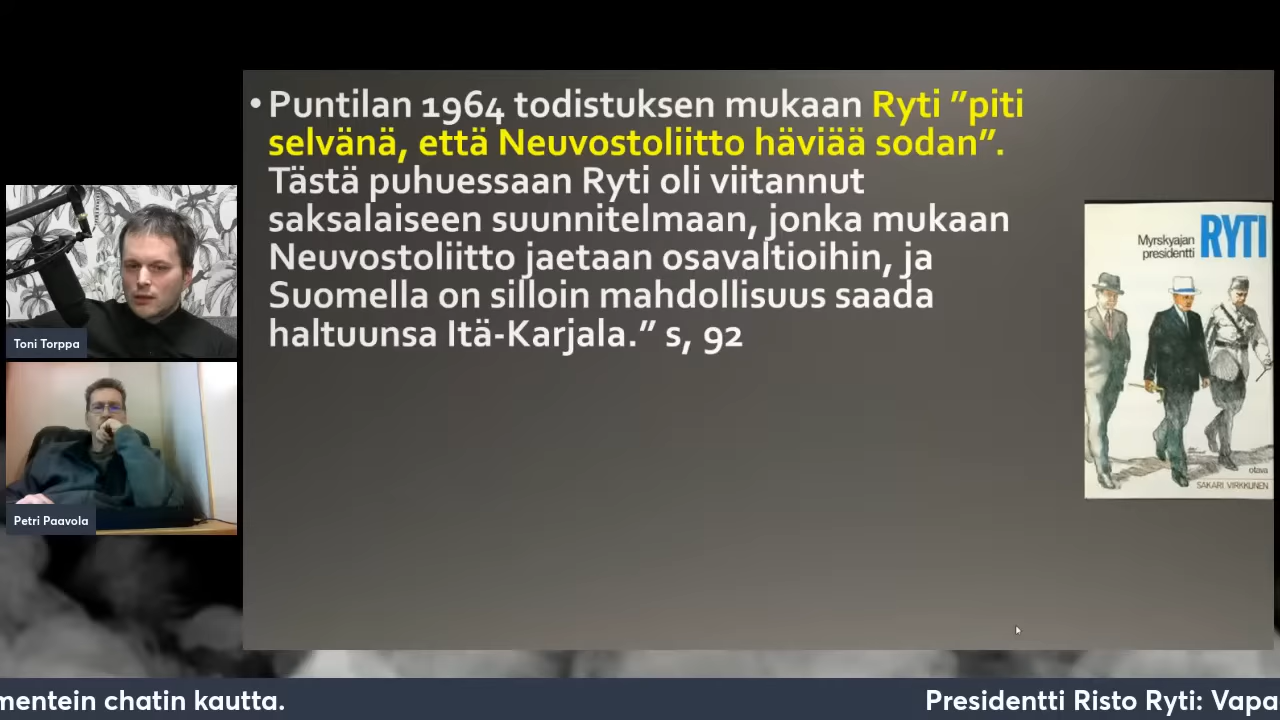 • Puntilan 1964 todistuksen mukaan Ryti ”piti
selvänä, että Neuvostoliitto häviää sodan”.
Tästä puhuessaan Ryti oli viitannut
saksalaiseen suunnitelmaan, jonka mukaan
Neuvostoliitto jaetaan osavaltioihin, ja
Suomella on silloin mahdollisuus saada
haltuunsa Itä-Karjala.” s, 92
Myrskyajan
presidentti
RYTI
otava
SAKARI VIRKKUNEN
Toni Torppa
Petri Paavola
mentein chatin kautta.
Presidentti Risto Ryti: Vapa